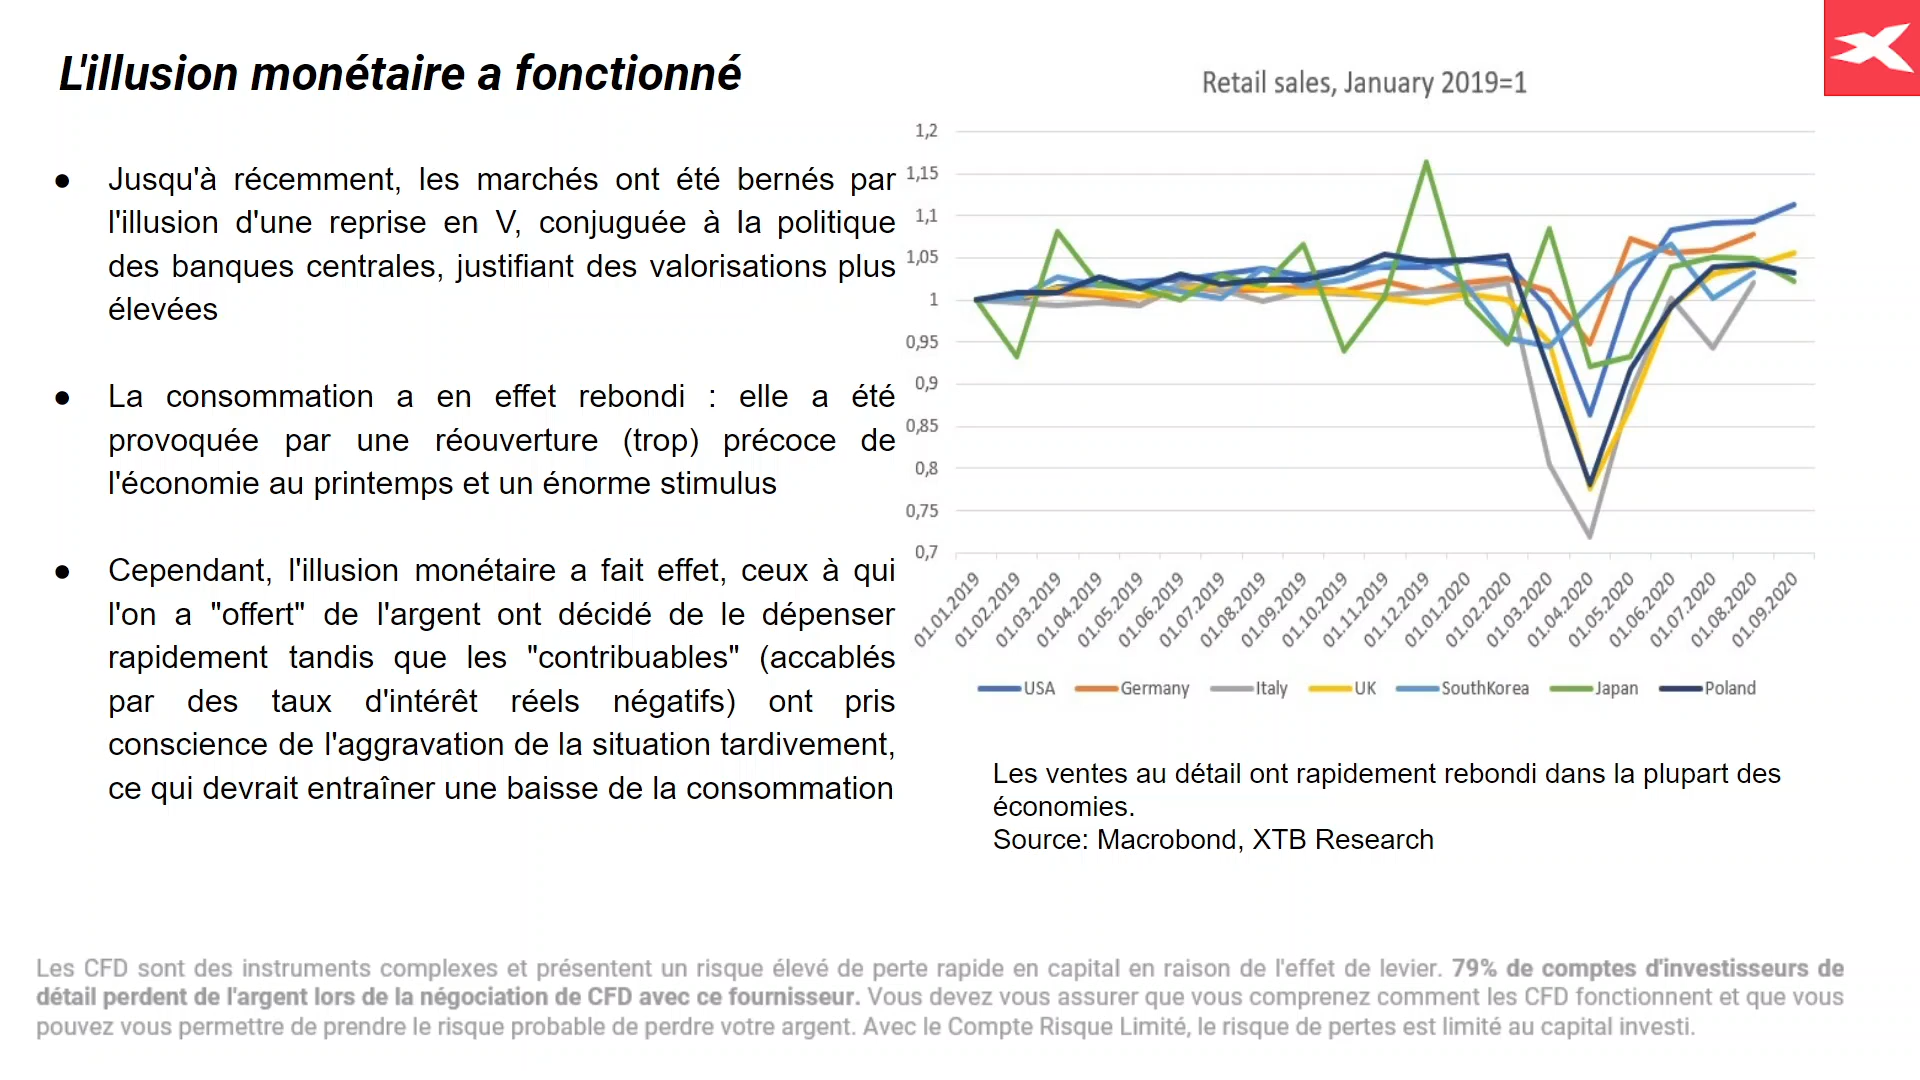 L'illusion monétaire a fonctionné
● Jusqu'à récemment, les marchés ont été bernés par
l'illusion d'une reprise en V, conjuguée à la politique
des banques centrales, justifiant des valorisations plus
élevées
● La consommation a en effet rebondi : elle a été
provoquée par une réouverture (trop) précoce de
l'économie au printemps et un énorme stimulus
● Cependant, l'illusion monétaire a fait effet, ceux à qui
l'on a "offert" de l'argent ont décidé de le dépenser
rapidement tandis que les "contribuables" (accablés
par des taux d'intérêt réels négatifs) ont pris
conscience de l'aggravation de la situation tardivement,
ce qui devrait entraîner une baisse de la consommation
Retail sales, January 2019=1
1,2
1,15
1,1
1,05
1
0,95
0,9
0,85
0,8
0,75
0,7
01.01.2019
01.02.2019
01.03.2019
01.04.2019
01.05.2019
01.06.2019
01.07.2019
01.08.2019
01.09.2019
01.10.2019
01.11.2019
01.12.2019
01.01.2020
01.02.2020
01.03.2020
01.04.2020
01.05.2020
01.06.2020
01.07.2020
01.08.2020
01.09.2020
USA Germany Italy UK SouthKorea Japan Poland
Les ventes au détail ont rapidement rebondi dans la plupart des
économies.
Source: Macrobond, XTB Research
Les CFD sont des instruments complexes et présentent un risque élevé de perte rapide en capital en raison de l'effet de levier. 79% de comptes d'investisseurs de
détail perdent de l'argent lors de la négociation de CFD avec ce fournisseur. Vous devez vous assurer que vous comprenez comment les CFD fonctionnent et que vous
pouvez vous permettre de prendre le risque probable de perdre votre argent. Avec le Compte Risque Limité, le risque de pertes est limité au capital investi.